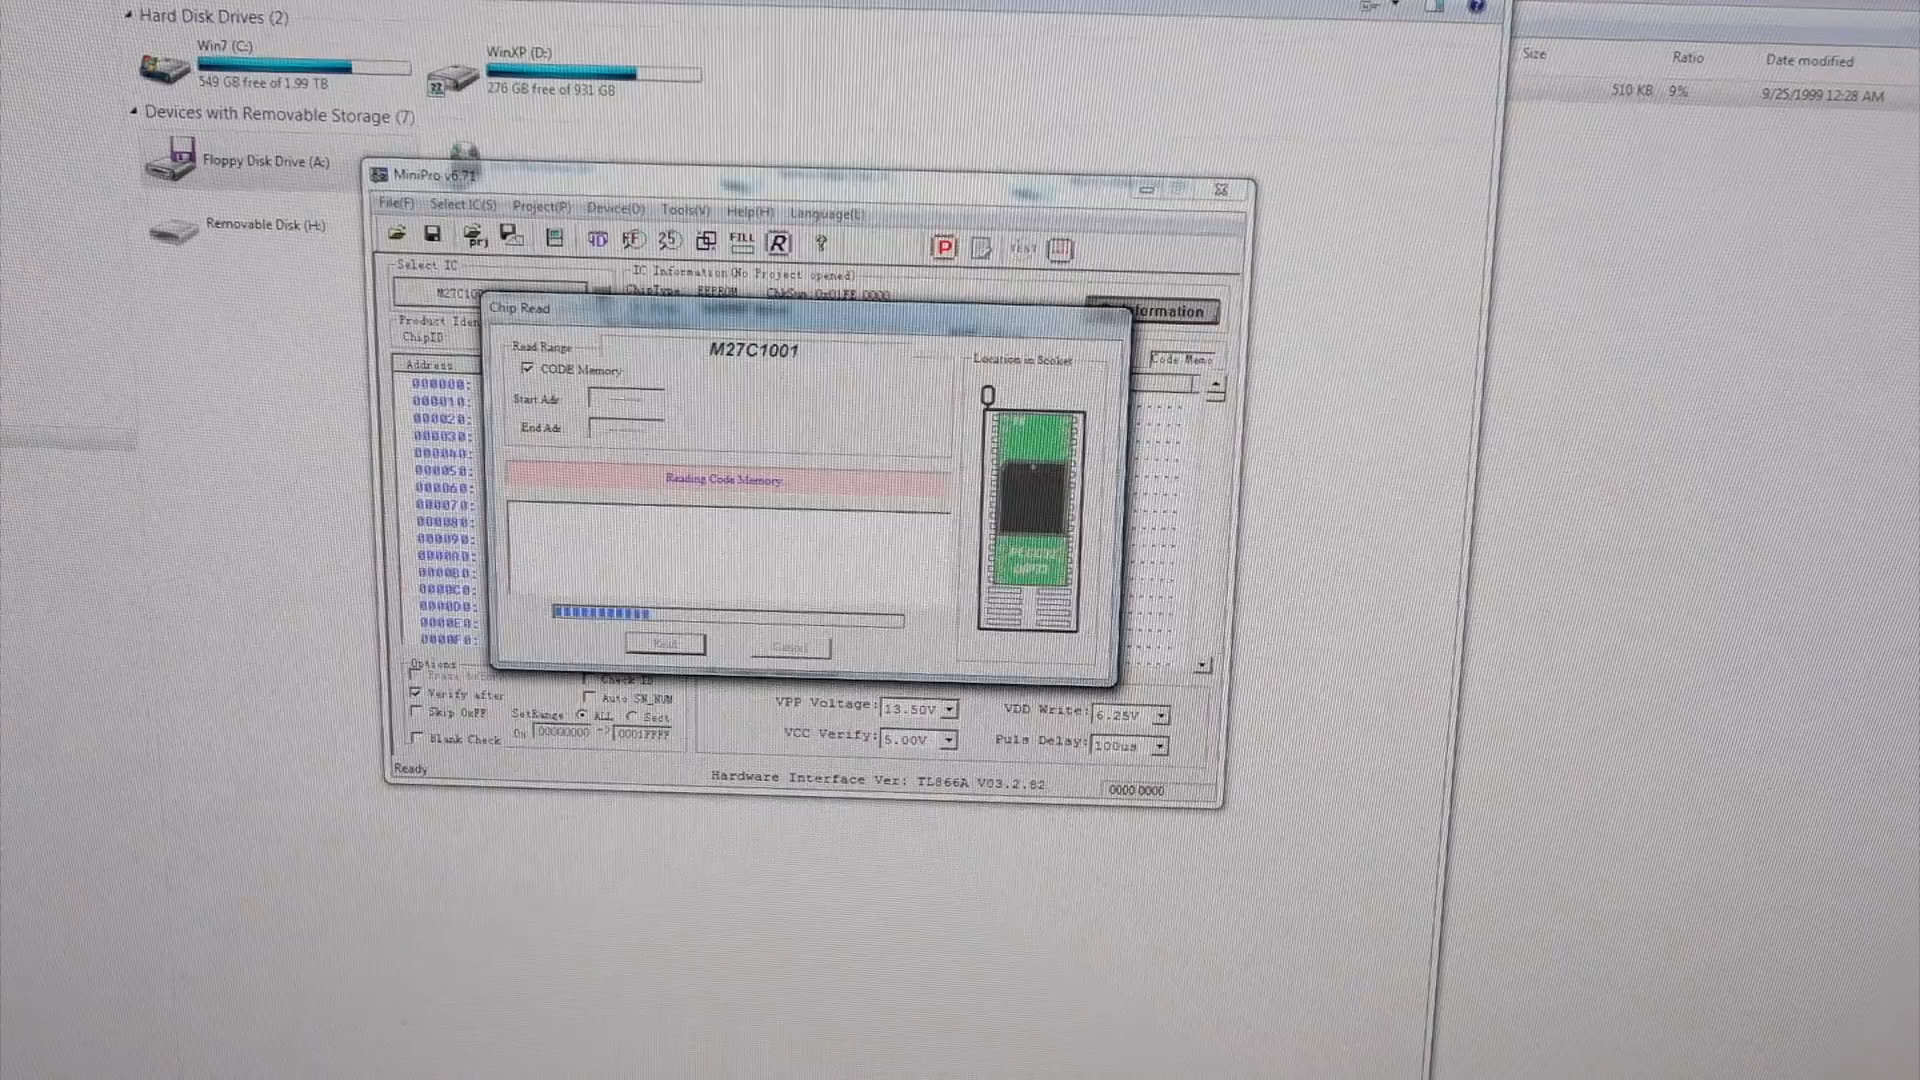 Hard Disk Drives (2)
Win7 (C:)
549 GB free of 1.99 TB
WinXP (D:)
276 GB free of 931 GB
Devices with Removable Storage (7)
Floppy Disk Drive (A:)
Removable Disk (H:)
Size Ratio Date modified
510 KB 9% 9/25/1999 12:28 AM
MiniPro v6.71
File(F) Select IC(S) Project(P) Device(D) Tools(V) Help(H) Language(L)
prj FILL R ? P TEST
Select IC
IC Information(No Project opened)
M27C10
ChipType: EEPROM ChkSum: 0x01FE 0000
formation
Product Iden
ChipID
Code Memo
Address
000000:
000010:
000020:
000030:
000040:
000050:
000060:
000070:
000080:
000090:
0000A0:
0000B0:
0000C0:
0000D0:
0000E0:
0000F0:
Chip Read
Read Range
M27C1001
Location in Scoket
CODE Memory
Start Adr
End Adr
Reading Code Memory..
Read
Cancel
Options
Check ID
Verify after
Auto SN_NUM
Skip 0xFF
SetRange ALL Sect
Blank Check
0x 00000000 -> 0001FFFF
VPP Voltage: 13.50V
VDD Write: 6.25V
VCC Verify: 5.00V
Puls Delay: 100us
Ready
Hardware Interface Ver: TL866A V03.2.82
0000 0000